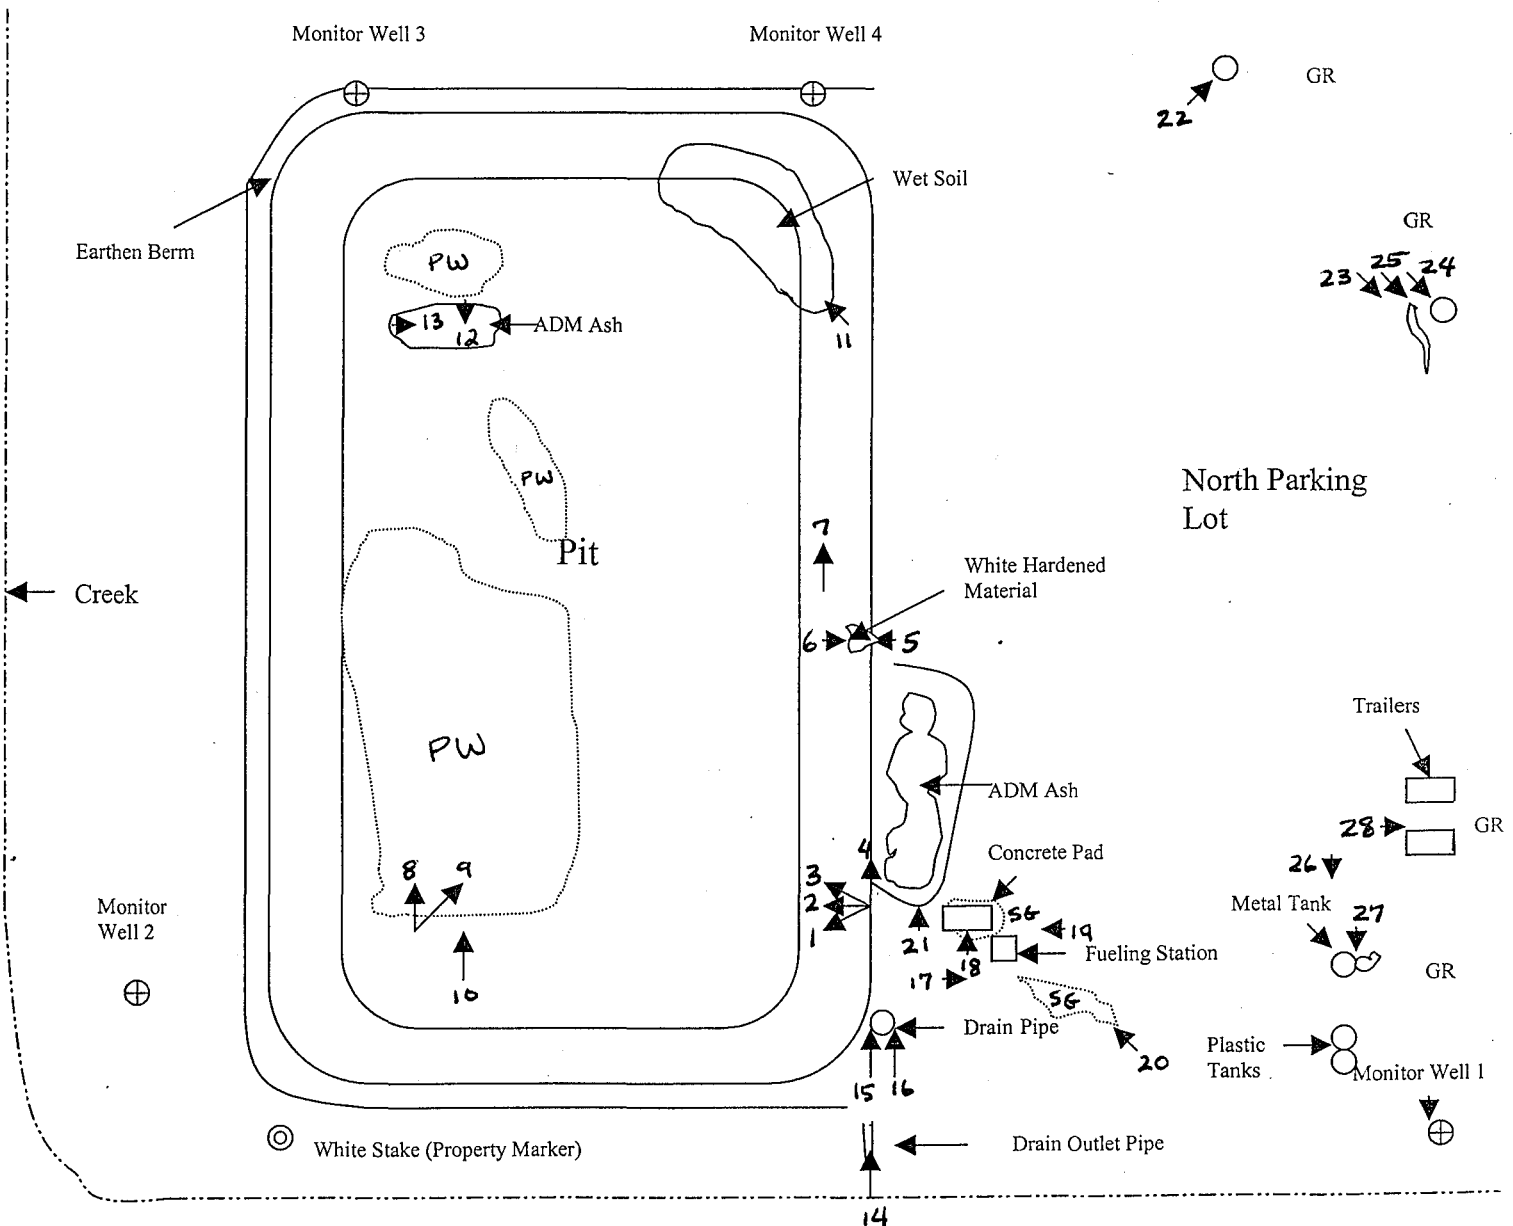 Monitor Well 3
Monitor Well 4
GR
22
Wet Soil
GR
Earthen Berm
PW
25
24
23
13
12
ADM Ash
11
PW
North Parking
Lot
7
Pit
White Hardened
Material
Creek
6
5
Trailers
PW
ADM Ash
28
GR
4
Concrete Pad
8
9
3
26
Monitor
Well 2
2
SG
Metal Tank
27
1
21
19
18
Fueling Station
17
GR
10
SG
Drain Pipe
Plastic
Tanks
20
Monitor Well 1
15
16
White Stake (Property Marker)
Drain Outlet Pipe
14